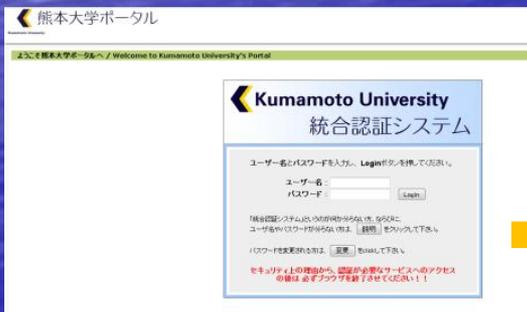 熊本大学ポータル
Kumamoto University
ようこそ熊本大学ポータルへ / Welcome to Kumamoto University's Portal
Kumamoto University
統合認証システム
ユーザー名とパスワードを入力し、Loginボタンを押してください。
ユーザー名：
パスワード：
Login
「統合認証システム」というのが何か分らない方、ならびに、
ユーザ名やパスワードが分らない方は、 説明 をクリックして下さい。
パスワードを変更される方は、 変更 をclickして下さい。
セキュリティ上の理由から、認証が必要なサービスへのアクセス
の後は 必ずブラウザを終了させてください！！